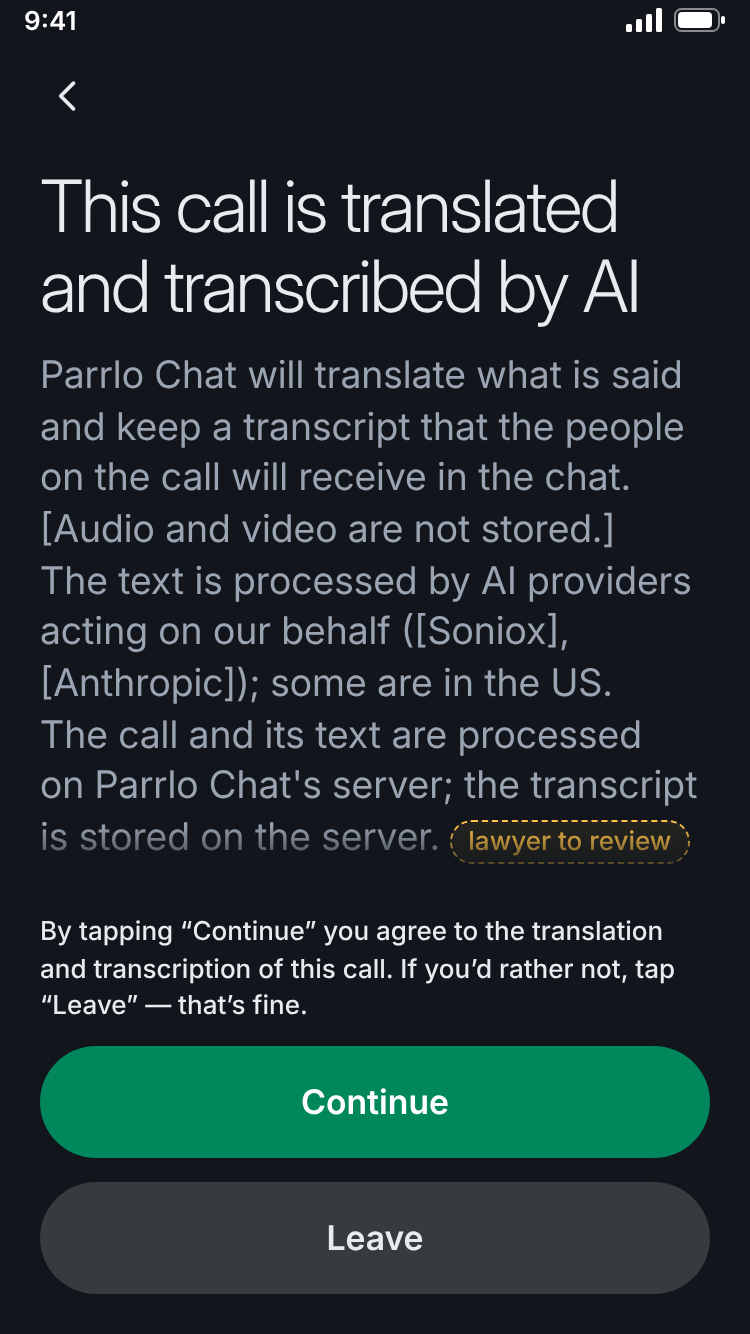 9:41
This call is translated
and transcribed by AI
Parrlo Chat will translate what is said
and keep a transcript that the people
on the call will receive in the chat.
[Audio and video are not stored.]
The text is processed by AI providers
acting on our behalf ([Soniox],
[Anthropic]); some are in the US.
The call and its text are processed
on Parrlo Chat's server; the transcript
is stored on the server. lawyer to review
By tapping “Continue” you agree to the translation
and transcription of this call. If you’d rather not, tap
“Leave” — that’s fine.
Continue
Leave